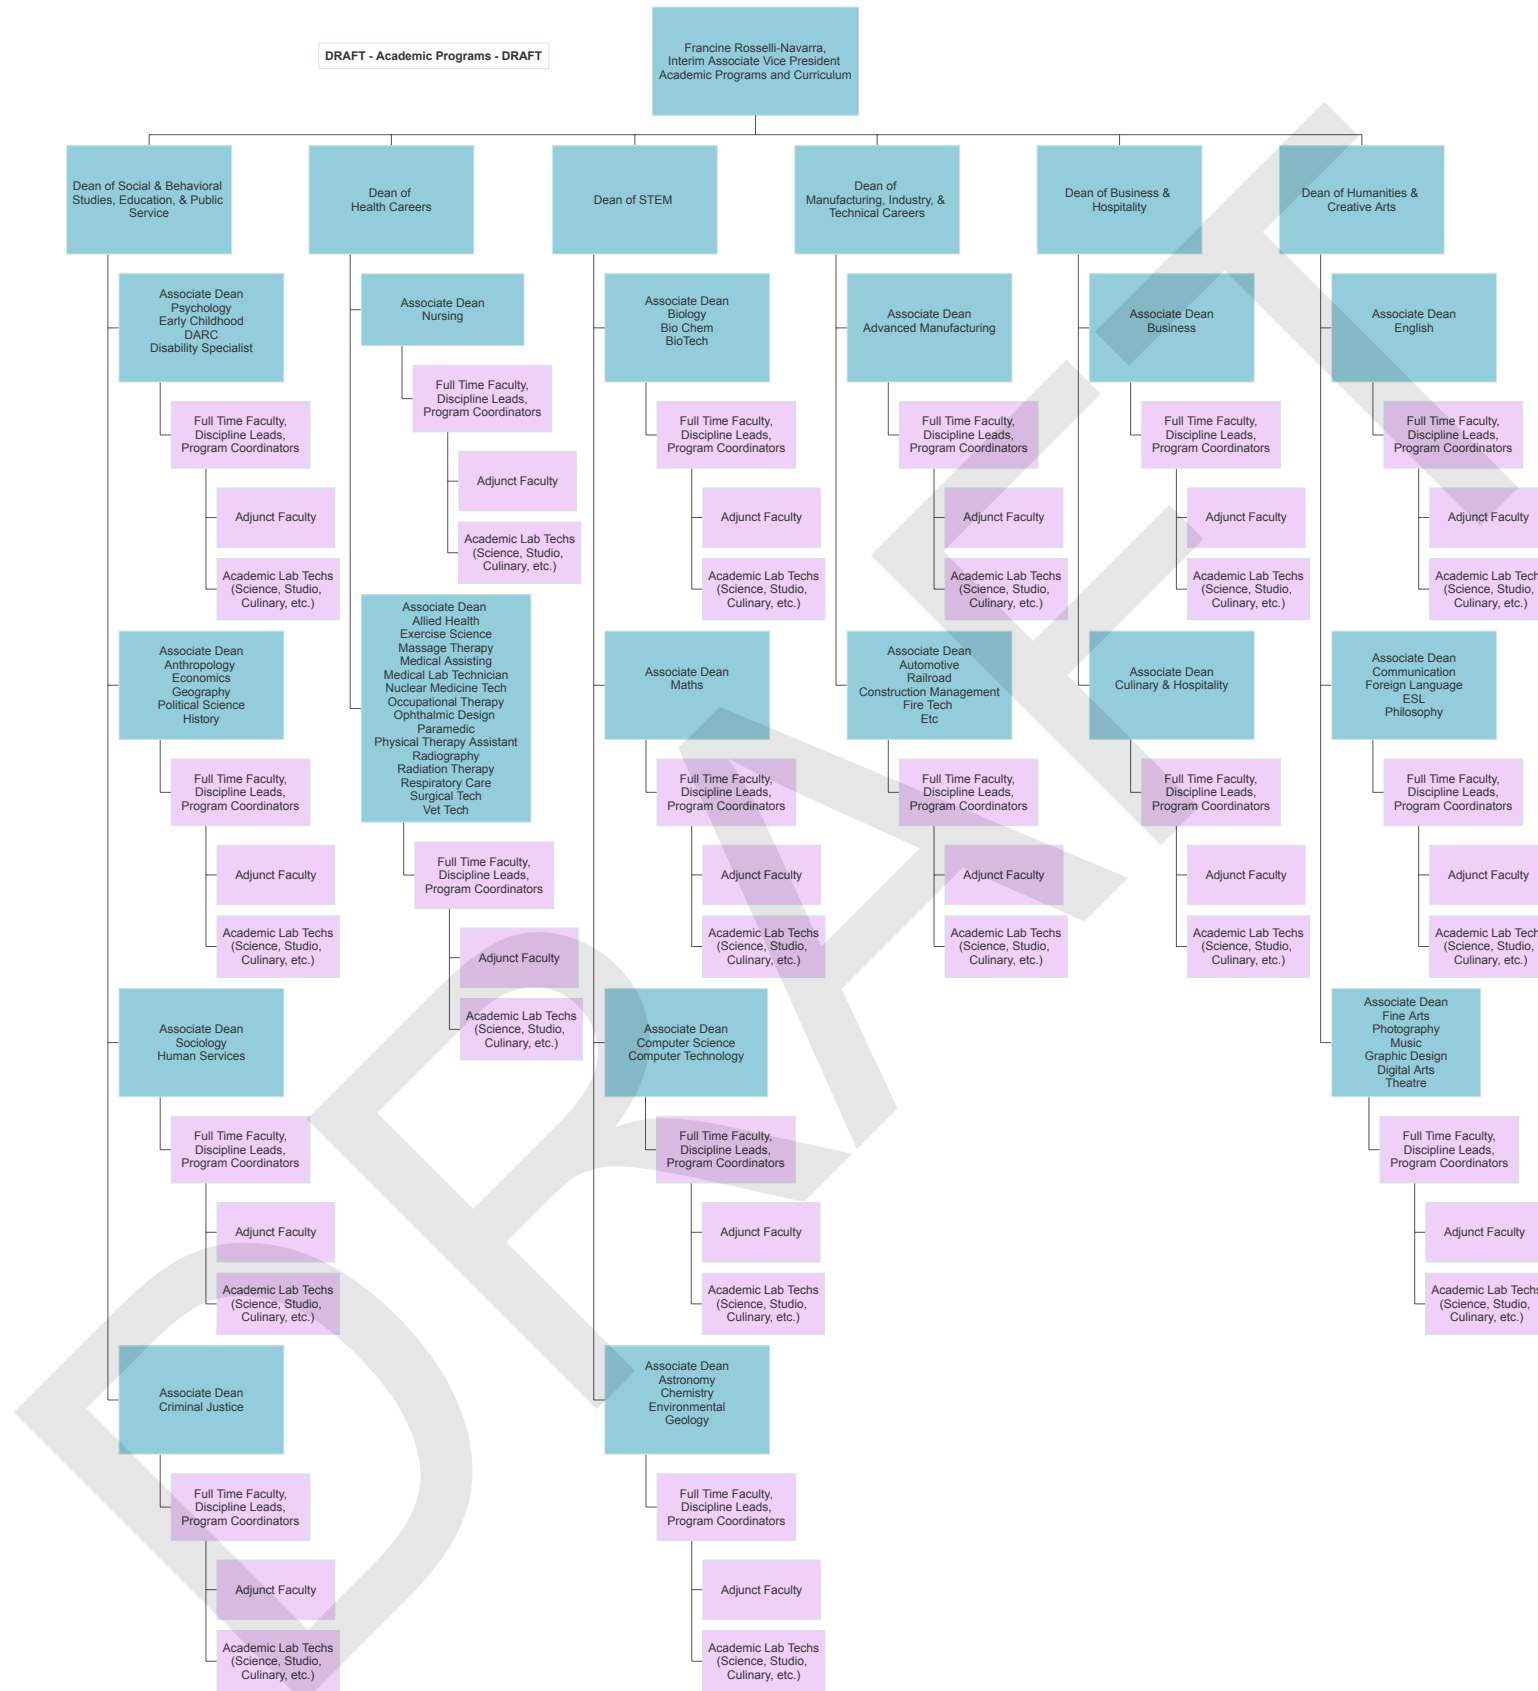 DRAFT - Academic Programs - DRAFT
Francine Rosselli-Navarra,
Interim Associate Vice President
Academic Programs and Curriculum
Dean of Social & Behavioral
Studies, Education, & Public
Service
Associate Dean
Psychology
Early Childhood
DARC
Disability Specialist
Full Time Faculty,
Discipline Leads,
Program Coordinators
Adjunct Faculty
Academic Lab Techs
(Science, Studio,
Culinary, etc.)
Associate Dean
Anthropology
Economics
Geography
Political Science
History
Full Time Faculty,
Discipline Leads,
Program Coordinators
Adjunct Faculty
Academic Lab Techs
(Science, Studio,
Culinary, etc.)
Associate Dean
Sociology
Human Services
Full Time Faculty,
Discipline Leads,
Program Coordinators
Adjunct Faculty
Academic Lab Techs
(Science, Studio,
Culinary, etc.)
Associate Dean
Criminal Justice
Full Time Faculty,
Discipline Leads,
Program Coordinators
Adjunct Faculty
Academic Lab Techs
(Science, Studio,
Culinary, etc.)
Dean of
Health Careers
Associate Dean
Nursing
Full Time Faculty,
Discipline Leads,
Program Coordinators
Adjunct Faculty
Academic Lab Techs
(Science, Studio,
Culinary, etc.)
Associate Dean
Allied Health
Exercise Science
Massage Therapy
Medical Assisting
Medical Lab Technician
Nuclear Medicine Tech
Occupational Therapy
Ophthalmic Design
Paramedic
Physical Therapy Assistant
Radiography
Radiation Therapy
Respiratory Care
Surgical Tech
Vet Tech
Full Time Faculty,
Discipline Leads,
Program Coordinators
Adjunct Faculty
Academic Lab Techs
(Science, Studio,
Culinary, etc.)
Dean of STEM
Associate Dean
Biology
Bio Chem
BioTech
Full Time Faculty,
Discipline Leads,
Program Coordinators
Adjunct Faculty
Academic Lab Techs
(Science, Studio,
Culinary, etc.)
Associate Dean
Maths
Full Time Faculty,
Discipline Leads,
Program Coordinators
Adjunct Faculty
Academic Lab Techs
(Science, Studio,
Culinary, etc.)
Associate Dean
Computer Science
Computer Technology
Full Time Faculty,
Discipline Leads,
Program Coordinators
Adjunct Faculty
Academic Lab Techs
(Science, Studio,
Culinary, etc.)
Associate Dean
Astronomy
Chemistry
Environmental
Geology
Full Time Faculty,
Discipline Leads,
Program Coordinators
Adjunct Faculty
Academic Lab Techs
(Science, Studio,
Culinary, etc.)
Dean of
Manufacturing, Industry, &
Technical Careers
Associate Dean
Advanced Manufacturing
Full Time Faculty,
Discipline Leads,
Program Coordinators
Adjunct Faculty
Academic Lab Techs
(Science, Studio,
Culinary, etc.)
Associate Dean
Automotive
Railroad
Construction Management
Fire Tech
Etc
Full Time Faculty,
Discipline Leads,
Program Coordinators
Adjunct Faculty
Academic Lab Techs
(Science, Studio,
Culinary, etc.)
Dean of Business &
Hospitality
Associate Dean
Business
Full Time Faculty,
Discipline Leads,
Program Coordinators
Adjunct Faculty
Academic Lab Techs
(Science, Studio,
Culinary, etc.)
Associate Dean
Culinary & Hospitality
Full Time Faculty,
Discipline Leads,
Program Coordinators
Adjunct Faculty
Academic Lab Techs
(Science, Studio,
Culinary, etc.)
Dean of Humanities &
Creative Arts
Associate Dean
English
Full Time Faculty,
Discipline Leads,
Program Coordinators
Adjunct Faculty
Academic Lab Techs
(Science, Studio,
Culinary, etc.)
Associate Dean
Communication
Foreign Language
ESL
Philosophy
Full Time Faculty,
Discipline Leads,
Program Coordinators
Adjunct Faculty
Academic Lab Techs
(Science, Studio,
Culinary, etc.)
Associate Dean
Fine Arts
Photography
Music
Graphic Design
Digital Arts
Theatre
Full Time Faculty,
Discipline Leads,
Program Coordinators
Adjunct Faculty
Academic Lab Techs
(Science, Studio,
Culinary, etc.)
DRAFT